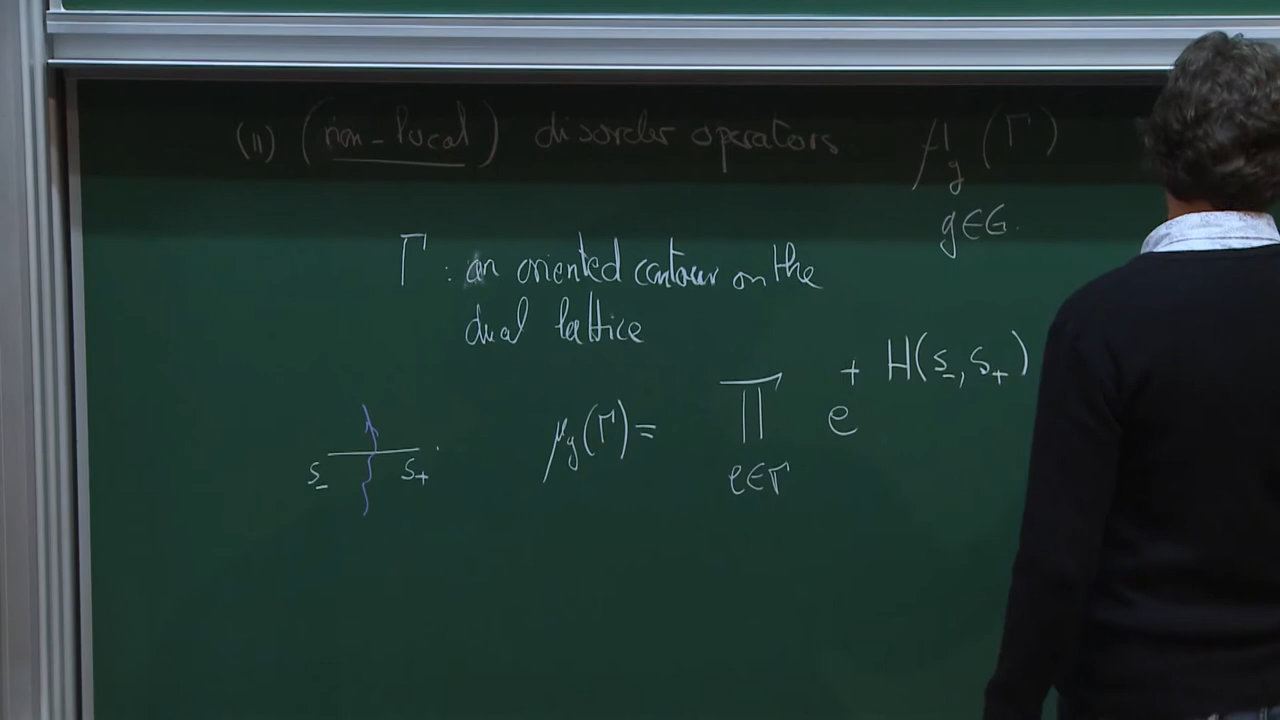 (II) (non-local) disorder operators μ_g(Γ)
g∈G.
Γ : an oriented contour on the
dual lattice
μ_g(Γ) = ∏_{e∈Γ} e^{+ H(s_-, s_+)}
s_- s_+